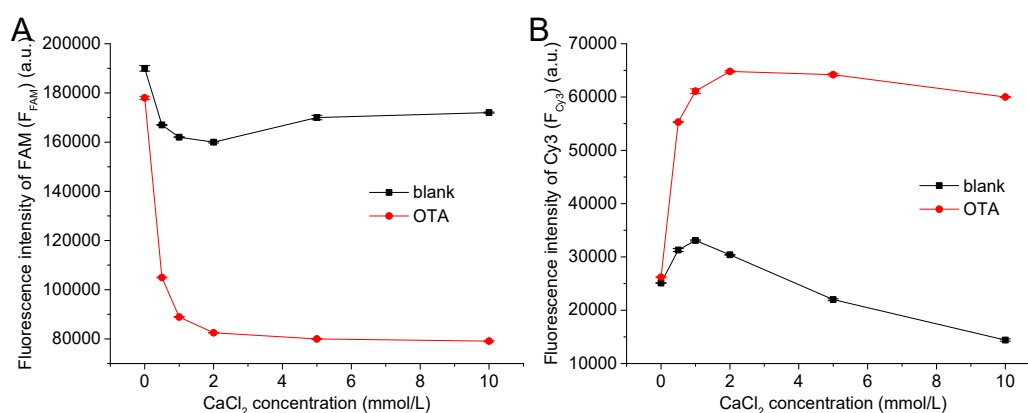 A
Fluorescence intensity of FAM (F_FAM) (a.u.)
200000
180000
160000
140000
120000
100000
80000
blank
OTA
0 2 4 6 8 10
CaCl₂ concentration (mmol/L)
B
Fluorescence intensity of Cy3 (F_Cy3) (a.u.)
70000
60000
50000
40000
30000
20000
10000
blank
OTA
0 2 4 6 8 10
CaCl₂ concentration (mmol/L)